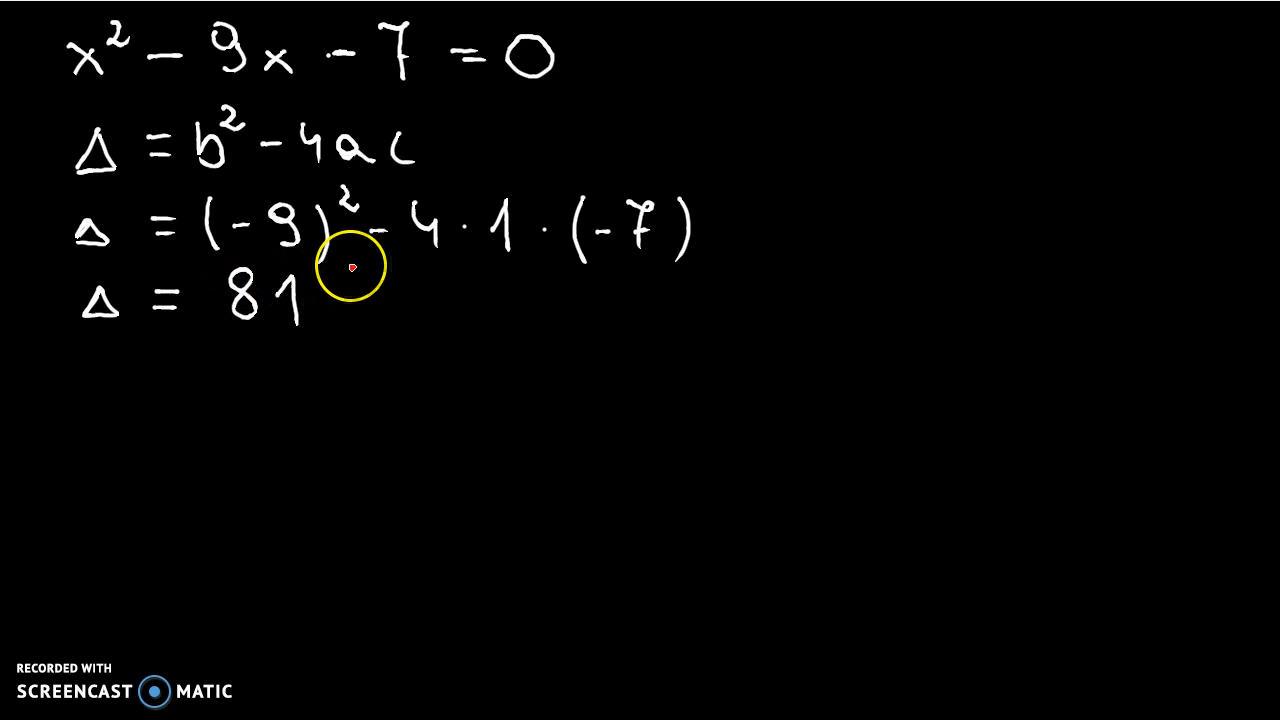 x² - 9x - 7 = 0
Δ = b² - 4ac
Δ = (-9)² - 4 · 1 · (-7)
Δ = 81
RECORDED WITH
SCREENCAST MATIC